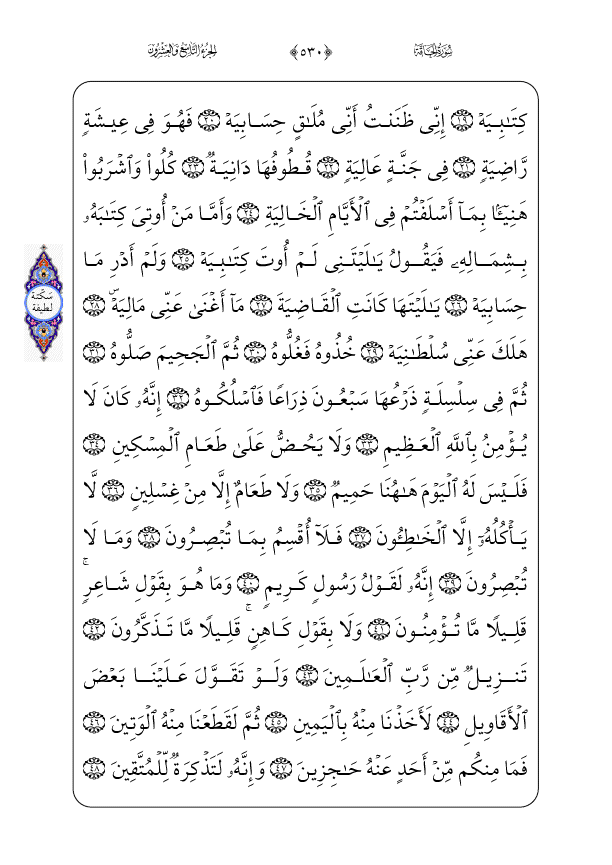 سُورَةُ الحَاقَّةِ ﴿٥٣٠﴾ الجُزءُ التَّاسِعُ وَالعِشْرُونَ
كِتَٰبِيَهۡ ١٩ إِنِّي ظَنَنتُ أَنِّي مُلَٰقٍ حِسَابِيَهۡ ٢٠ فَهُوَ فِي عِيشَةٖ
رَّاضِيَةٖ ٢١ فِي جَنَّةٍ عَالِيَةٖ ٢٢ قُطُوفُهَا دَانِيَةٞ ٢٣ كُلُواْ وَٱشۡرَبُواْ
هَنِيٓـَٔۢا بِمَآ أَسۡلَفۡتُمۡ فِي ٱلۡأَيَّامِ ٱلۡخَالِيَةِ ٢٤ وَأَمَّا مَنۡ أُوتِيَ كِتَٰبَهُۥ
بِشِمَالِهِۦ فَيَقُولُ يَٰلَيۡتَنِي لَمۡ أُوتَ كِتَٰبِيَهۡ ٢٥ وَلَمۡ أَدۡرِ مَا
حِسَابِيَهۡ ٢٦ يَٰلَيۡتَهَا كَانَتِ ٱلۡقَاضِيَةَ ٢٧ مَآ أَغۡنَىٰ عَنِّي مَالِيَهۡۜ ٢٨
سَكْتَة
لَطِيفَة
هَلَكَ عَنِّي سُلۡطَٰنِيَهۡ ٢٩ خُذُوهُ فَغُلُّوهُ ٣٠ ثُمَّ ٱلۡجَحِيمَ صَلُّوهُ ٣١
ثُمَّ فِي سِلۡسِلَةٖ ذَرۡعُهَا سَبۡعُونَ ذِرَاعٗا فَٱسۡلُكُوهُ ٣٢ إِنَّهُۥ كَانَ لَا
يُؤۡمِنُ بِٱللَّهِ ٱلۡعَظِيمِ ٣٣ وَلَا يَحُضُّ عَلَىٰ طَعَامِ ٱلۡمِسۡكِينِ ٣٤
فَلَيۡسَ لَهُ ٱلۡيَوۡمَ هَٰهُنَا حَمِيمٞ ٣٥ وَلَا طَعَامٌ إِلَّا مِنۡ غِسۡلِينٖ ٣٦ لَّا
يَأۡكُلُهُۥٓ إِلَّا ٱلۡخَٰطِـُٔونَ ٣٧ فَلَآ أُقۡسِمُ بِمَا تُبۡصِرُونَ ٣٨ وَمَا لَا
تُبۡصِرُونَ ٣٩ إِنَّهُۥ لَقَوۡلُ رَسُولٖ كَرِيمٖ ٤٠ وَمَا هُوَ بِقَوۡلِ شَاعِرٖۚ
قَلِيلٗا مَّا تُؤۡمِنُونَ ٤١ وَلَا بِقَوۡلِ كَاهِنٖۚ قَلِيلٗا مَّا تَذَكَّرُونَ ٤٢
تَنزِيلٞ مِّن رَّبِّ ٱلۡعَٰلَمِينَ ٤٣ وَلَوۡ تَقَوَّلَ عَلَيۡنَا بَعۡضَ
ٱلۡأَقَاوِيلِ ٤٤ لَأَخَذۡنَا مِنۡهُ بِٱلۡيَمِينِ ٤٥ ثُمَّ لَقَطَعۡنَا مِنۡهُ ٱلۡوَتِينَ ٤٦
فَمَا مِنكُم مِّنۡ أَحَدٍ عَنۡهُ حَٰجِزِينَ ٤٧ وَإِنَّهُۥ لَتَذۡكِرَةٞ لِّلۡمُتَّقِينَ ٤٨